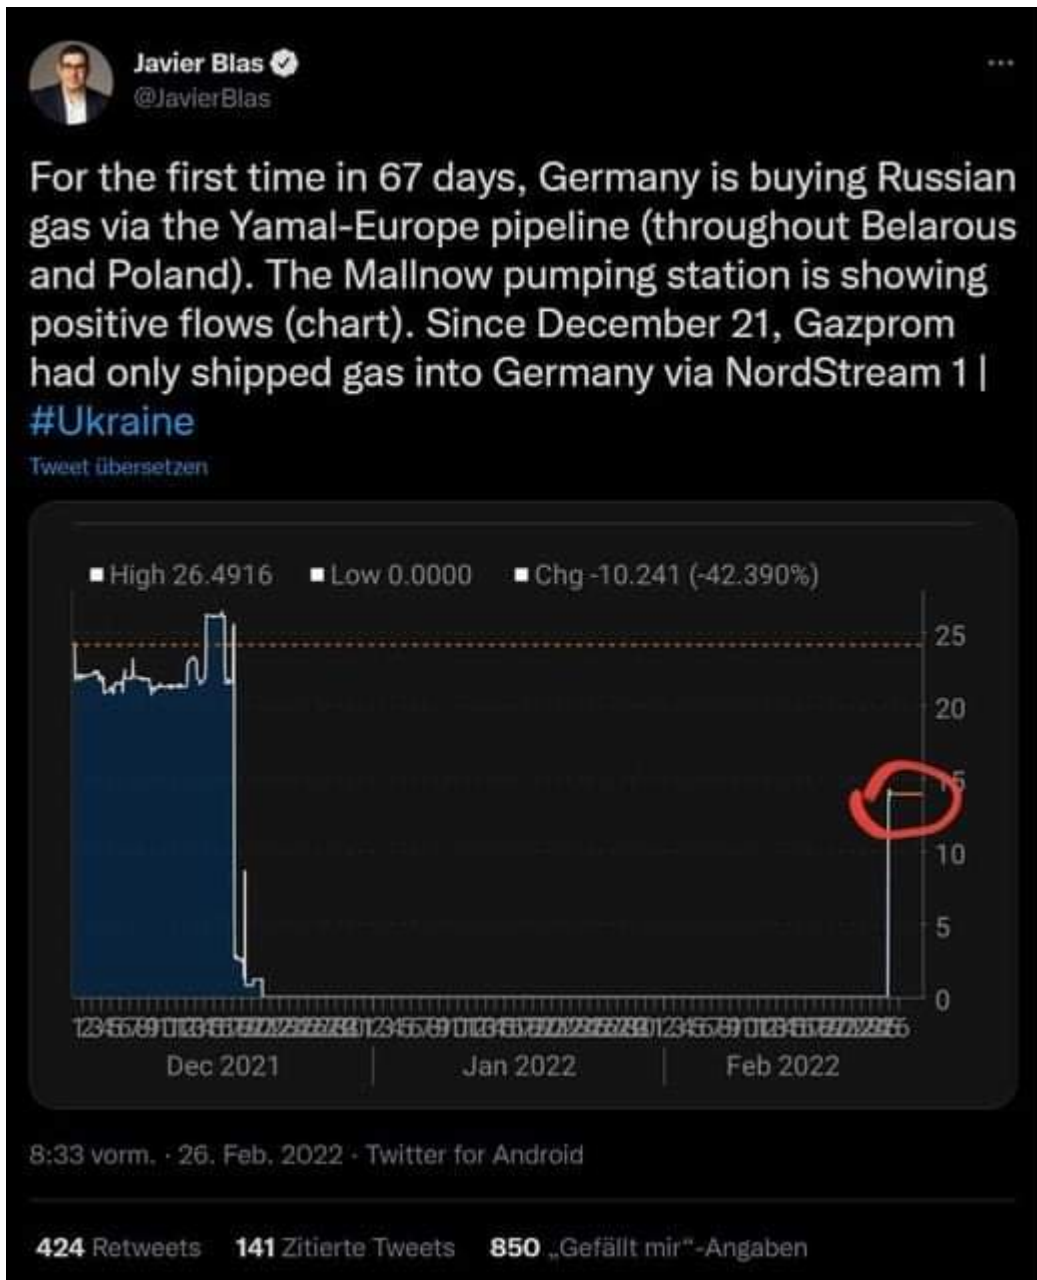 Javier Blas
@JavierBlas
For the first time in 67 days, Germany is buying Russian
gas via the Yamal-Europe pipeline (throughout Belarous
and Poland). The Mallnow pumping station is showing
positive flows (chart). Since December 21, Gazprom
had only shipped gas into Germany via NordStream 1 |
#Ukraine
Tweet übersetzen
High 26.4916 Low 0.0000 Chg -10.241 (-42.390%)
25
20
15
10
5
0
Dec 2021 Jan 2022 Feb 2022
8:33 vorm. · 26. Feb. 2022 · Twitter for Android
424 Retweets 141 Zitierte Tweets 850 „Gefällt mir“-Angaben